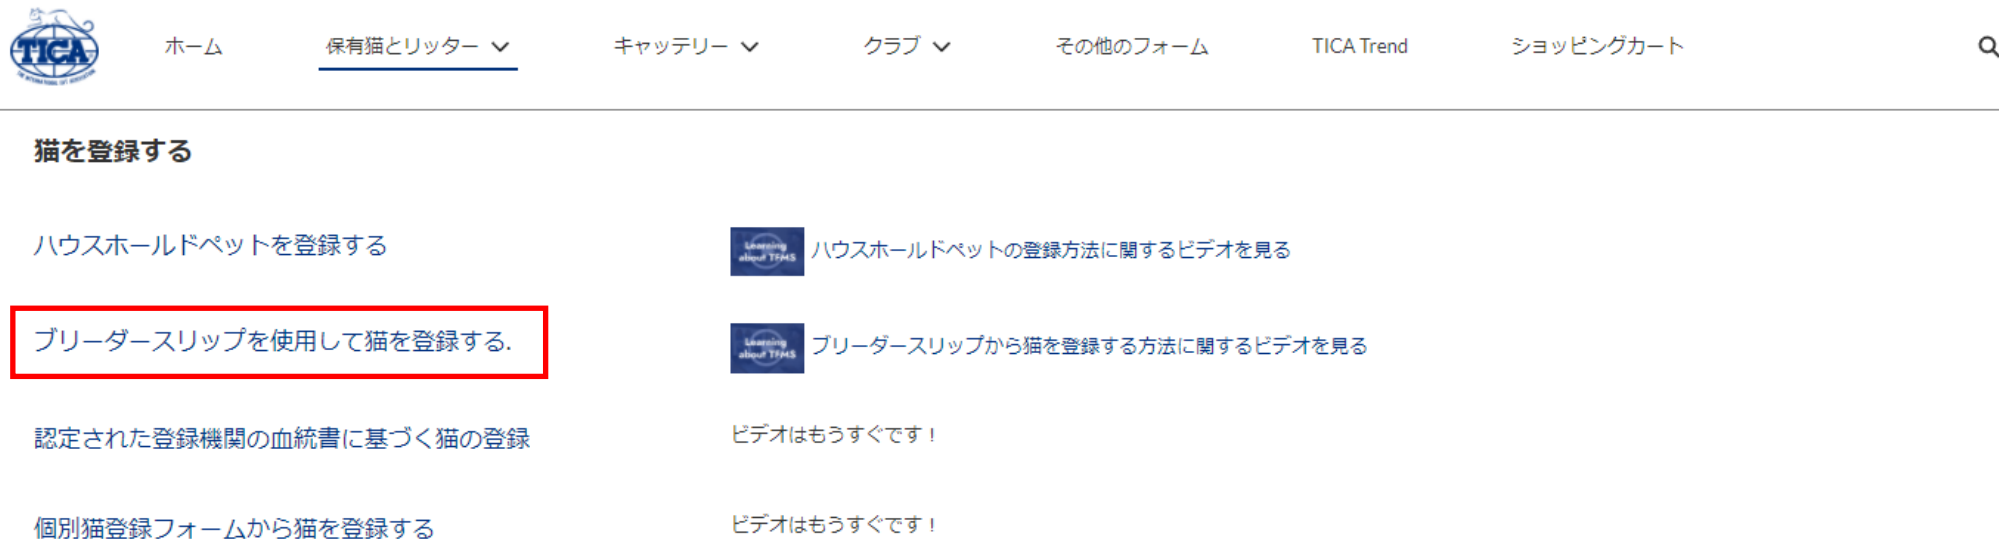 TICA
THE INTERNATIONAL CAT ASSOCIATION
ホーム
保有猫とリッター
キャッテリー
クラブ
その他のフォーム
TICA Trend
ショッピングカート
猫を登録する
ハウスホールドペットを登録する
Learning about TFMS
ハウスホールドペットの登録方法に関するビデオを見る
ブリーダースリップを使用して猫を登録する.
Learning about TFMS
ブリーダースリップから猫を登録する方法に関するビデオを見る
認定された登録機関の血統書に基づく猫の登録
ビデオはもうすぐです！
個別猫登録フォームから猫を登録する
ビデオはもうすぐです！